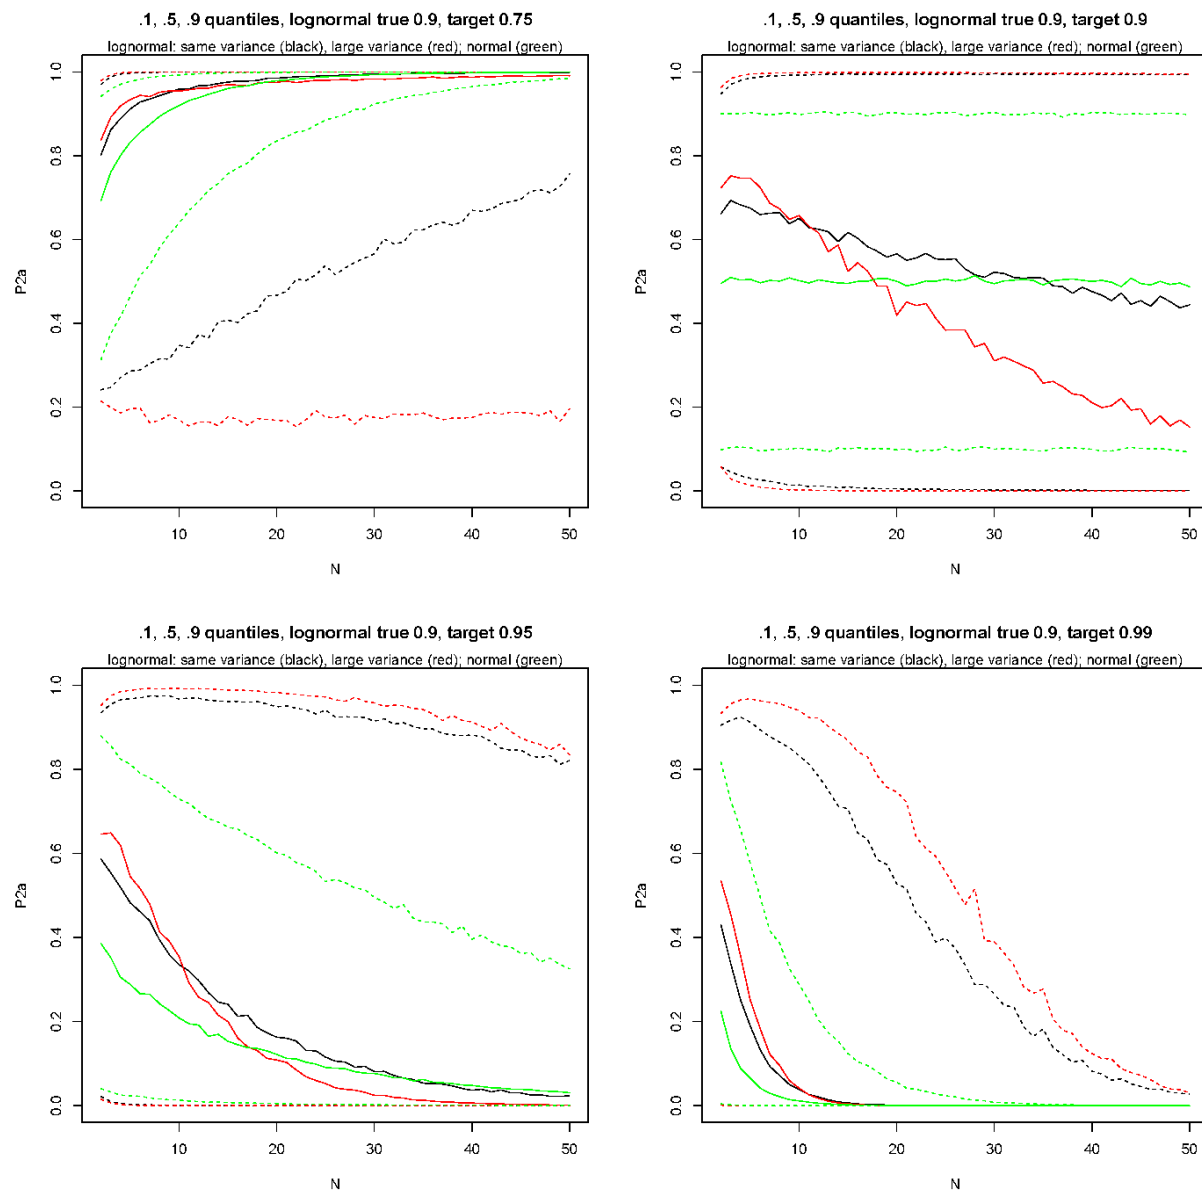 .1, .5, .9 quantiles, lognormal true 0.9, target 0.75
lognormal: same variance (black), large variance (red); normal (green)
1.0
0.8
0.6
P2a
0.4
0.2
0.0
10 20 30 40 50
N
.1, .5, .9 quantiles, lognormal true 0.9, target 0.9
lognormal: same variance (black), large variance (red); normal (green)
1.0
0.8
0.6
P2a
0.4
0.2
0.0
10 20 30 40 50
N
.1, .5, .9 quantiles, lognormal true 0.9, target 0.95
lognormal: same variance (black), large variance (red); normal (green)
1.0
0.8
0.6
P2a
0.4
0.2
0.0
10 20 30 40 50
N
.1, .5, .9 quantiles, lognormal true 0.9, target 0.99
lognormal: same variance (black), large variance (red); normal (green)
1.0
0.8
0.6
P2a
0.4
0.2
0.0
10 20 30 40 50
N